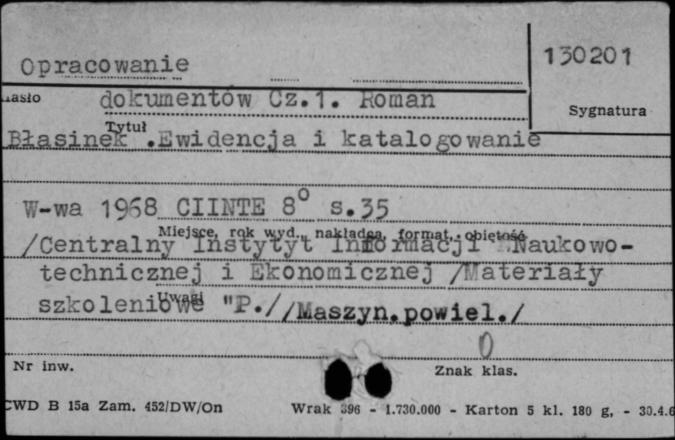 Opracowanie
130201
Hasło
Sygnatura
dokumentów Cz.1. Roman
Tytuł
Błasinek .Ewidencja i katalogowanie
W-wa 1968 CIINTE 8° s.35
Miejsce, rok wyd., nakładca, format, objętość
/Centralny Instytyt Informacji Naukowo-
technicznej i Ekonomicznej /Materiały
Uwagi
szkoleniowe "P.//Maszyn.powiel./
0
Nr inw.
Znak klas.
CWD B 15a Zam. 452/DW/On
Wrak 396 - 1.730.000 - Karton 5 kl. 180 g, - 30.4.6